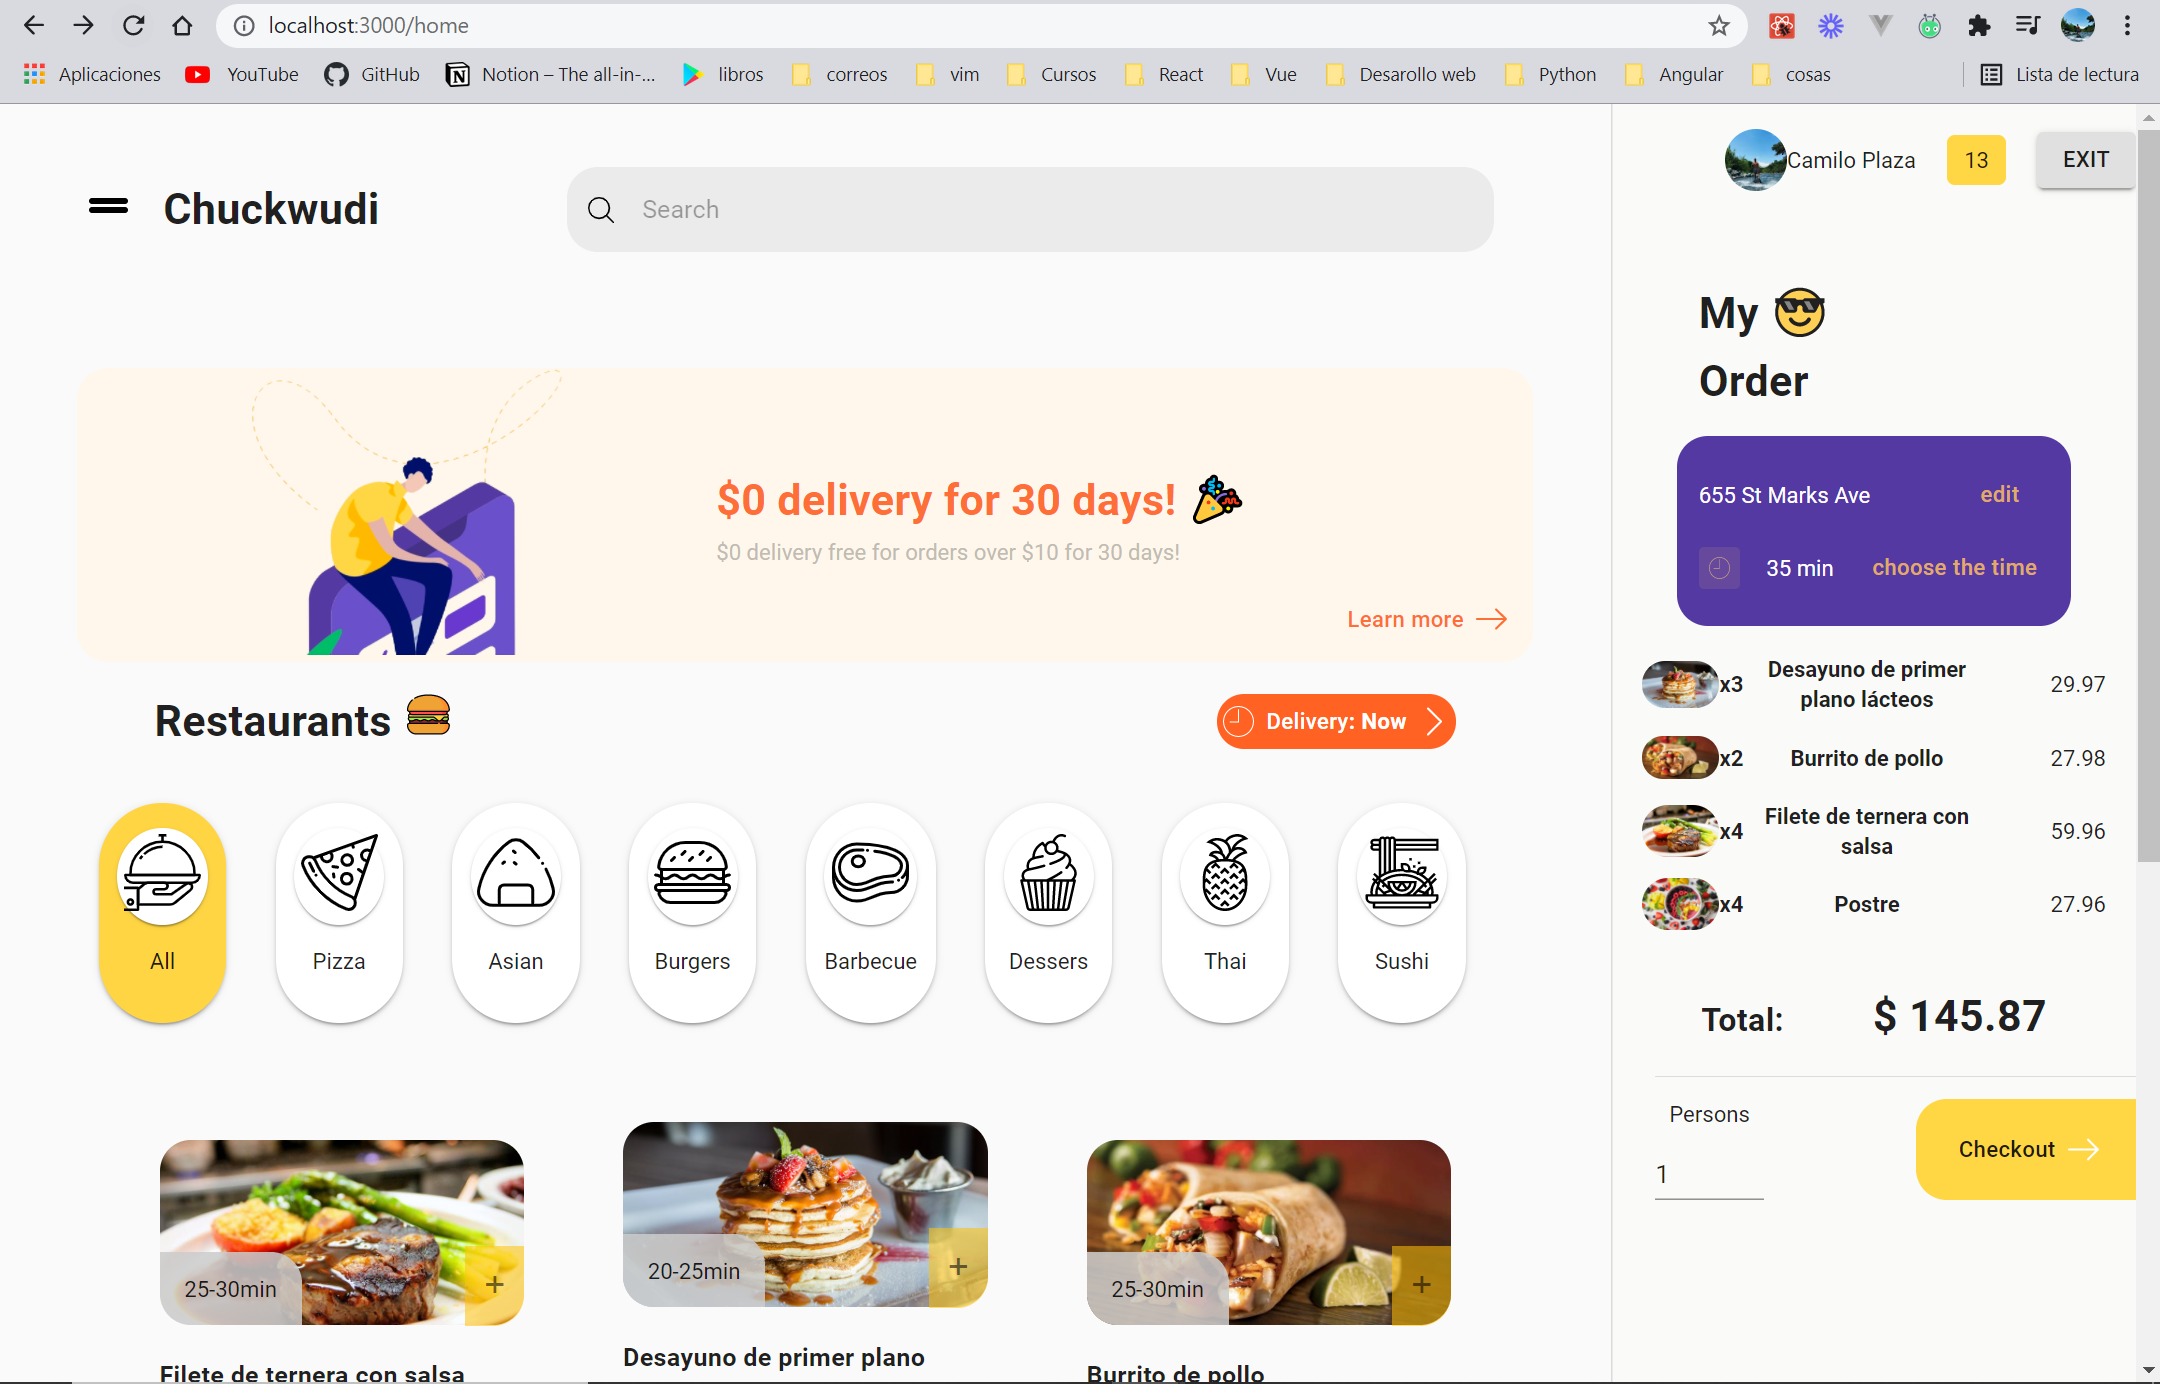 localhost:3000/home
Aplicaciones YouTube GitHub Notion – The all-in-... libros correos vim Cursos React Vue Desarollo web Python Angular cosas Lista de lectura
Chuckwudi
Search
Camilo Plaza 13 EXIT
My
Order
655 St Marks Ave edit
35 min choose the time
$0 delivery for 30 days!
$0 delivery free for orders over $10 for 30 days!
Learn more
Restaurants
Delivery: Now
All Pizza Asian Burgers Barbecue Dessers Thai Sushi
x3 Desayuno de primer
plano lácteos 29.97
x2 Burrito de pollo 27.98
x4 Filete de ternera con
salsa 59.96
x4 Postre 27.96
Total: $ 145.87
Persons
1
Checkout
25-30min +
20-25min +
25-30min +
Filete de ternera con salsa
Desayuno de primer plano
Burrito de pollo